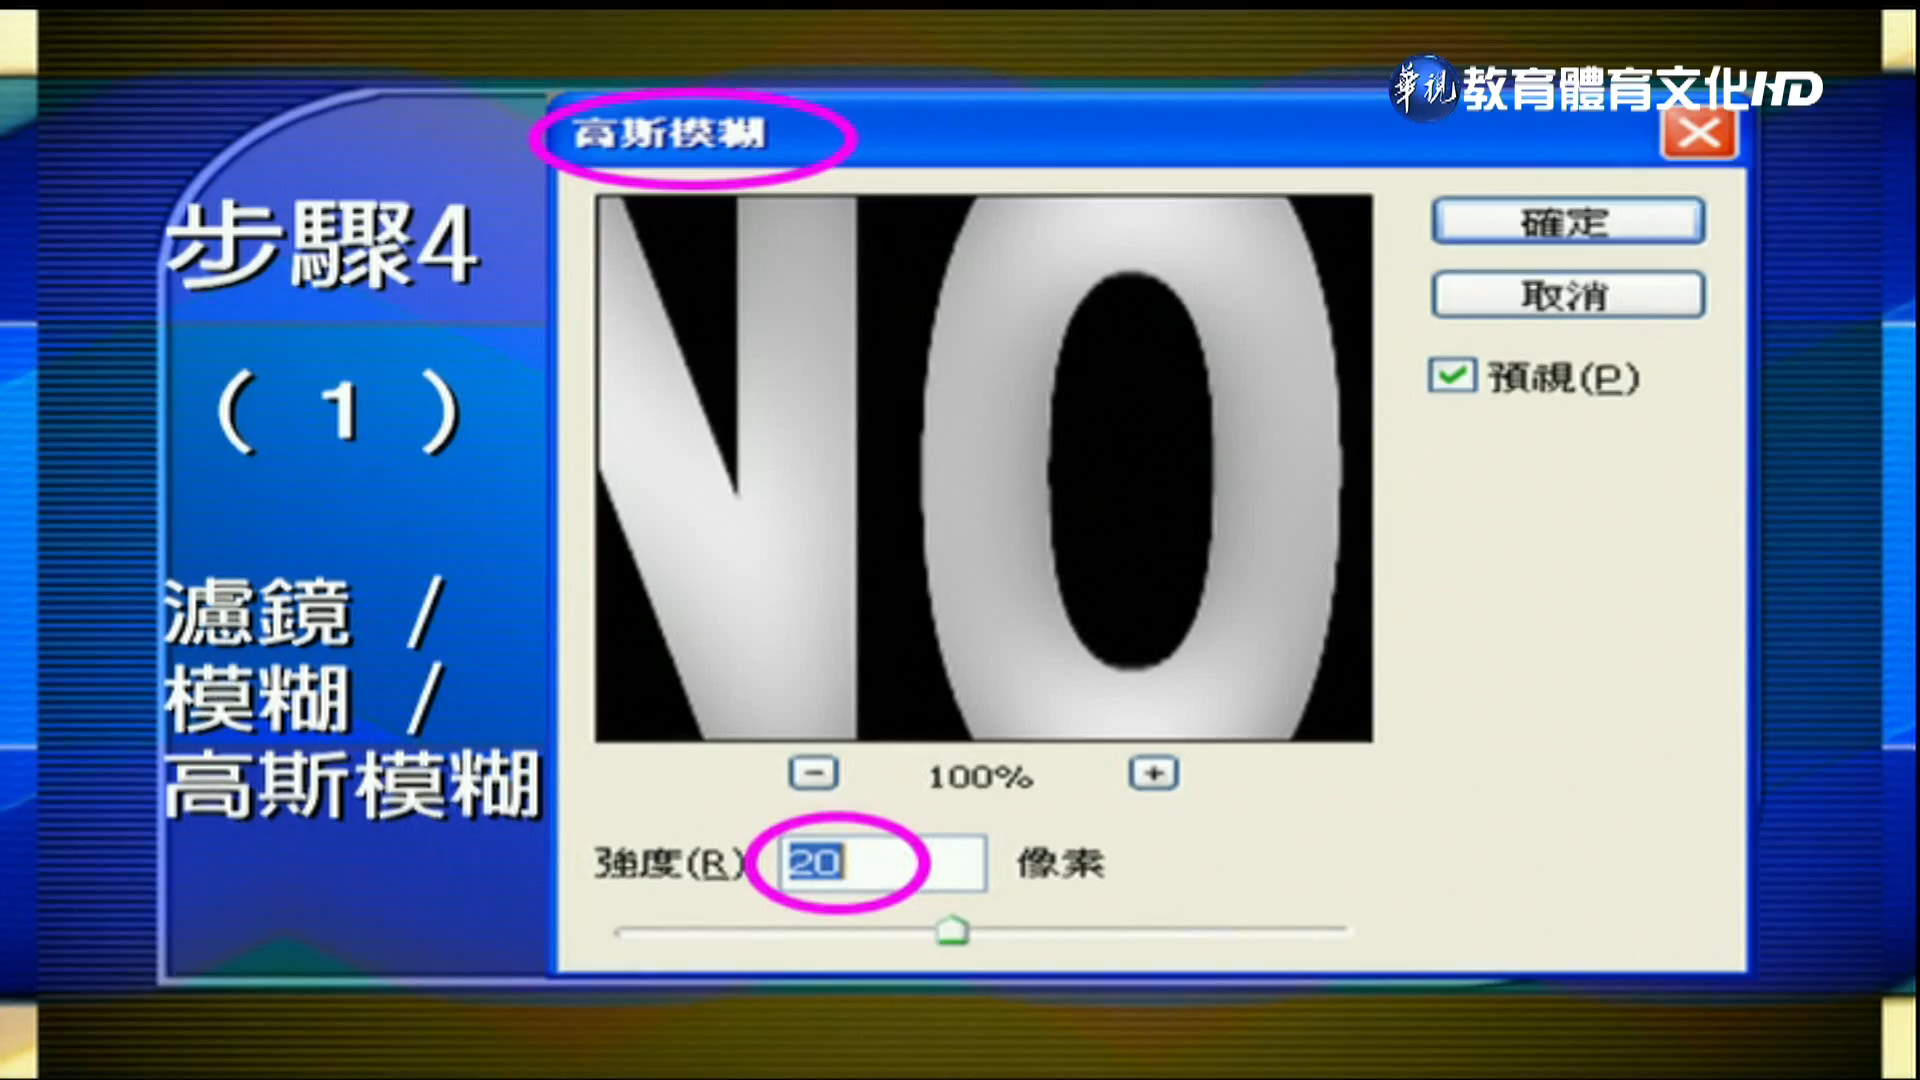 華視 教育體育文化HD
步驟4
（1）
濾鏡 /
模糊 /
高斯模糊
高斯模糊
NO
確定
取消
預視(P)
100%
強度(R) 20 像素